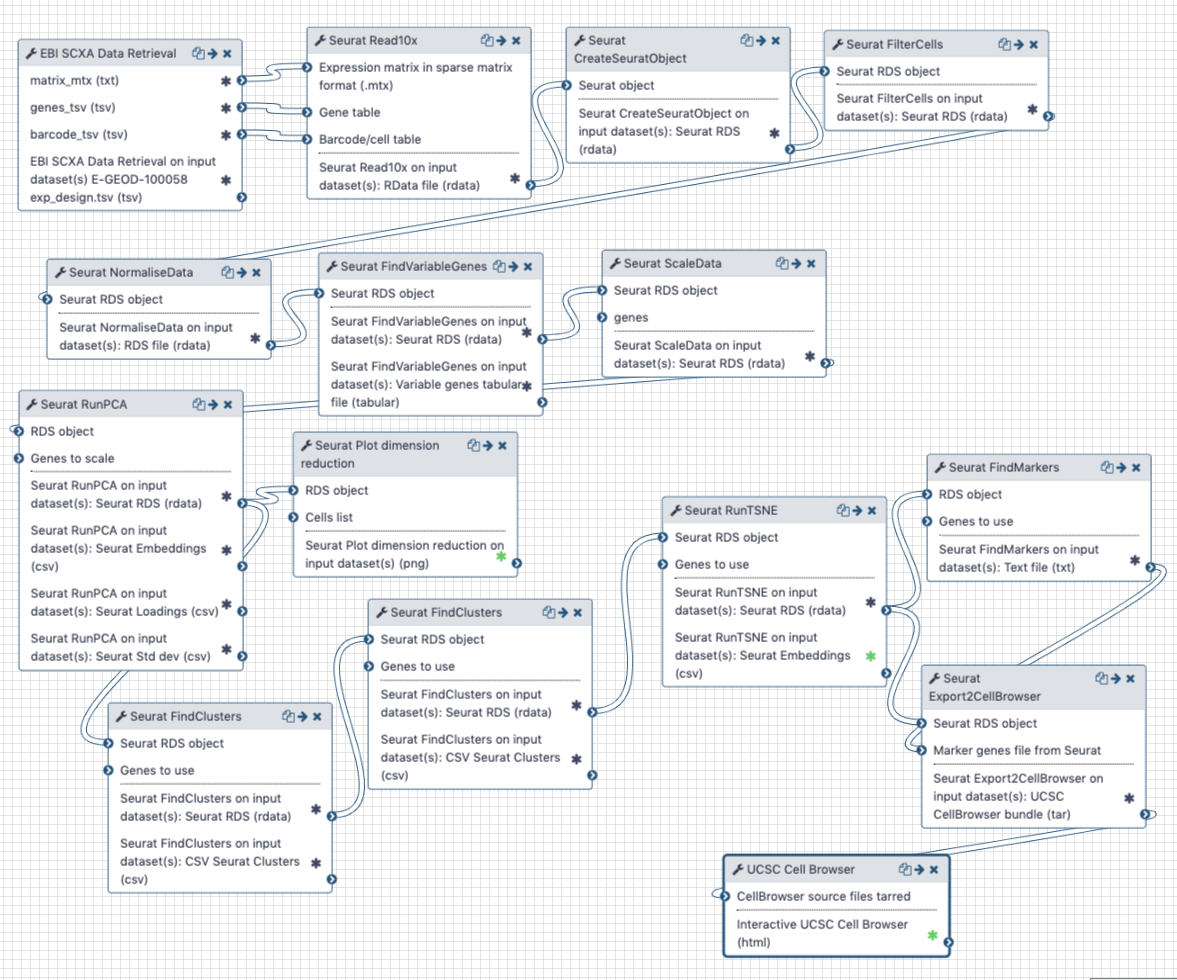 EBI SCXA Data Retrieval
matrix_mtx (txt)
genes_tsv (tsv)
barcode_tsv (tsv)
EBI SCXA Data Retrieval on input
dataset(s) E-GEOD-100058
exp_design.tsv (tsv)
Seurat Read10x
Expression matrix in sparse matrix
format (.mtx)
Gene table
Barcode/cell table
Seurat Read10x on input
dataset(s): RData file (rdata)
Seurat
CreateSeuratObject
Seurat object
Seurat CreateSeuratObject on
input dataset(s): Seurat RDS
(rdata)
Seurat FilterCells
Seurat RDS object
Seurat FilterCells on input
dataset(s): Seurat RDS (rdata)
Seurat NormaliseData
Seurat RDS object
Seurat NormaliseData on input
dataset(s): RDS file (rdata)
Seurat FindVariableGenes
Seurat RDS object
Seurat FindVariableGenes on input
dataset(s): Seurat RDS (rdata)
Seurat FindVariableGenes on input
dataset(s): Variable genes tabular
file (tabular)
Seurat ScaleData
Seurat RDS object
genes
Seurat ScaleData on input
dataset(s): Seurat RDS (rdata)
Seurat RunPCA
RDS object
Genes to scale
Seurat RunPCA on input
dataset(s): Seurat RDS (rdata)
Seurat RunPCA on input
dataset(s): Seurat Embeddings
(csv)
Seurat RunPCA on input
dataset(s): Seurat Loadings (csv)
Seurat RunPCA on input
dataset(s): Seurat Std dev (csv)
Seurat Plot dimension
reduction
RDS object
Cells list
Seurat Plot dimension reduction on
input dataset(s) (png)
Seurat FindClusters
Seurat RDS object
Genes to use
Seurat FindClusters on input
dataset(s): Seurat RDS (rdata)
Seurat FindClusters on input
dataset(s): CSV Seurat Clusters
(csv)
Seurat FindClusters
Seurat RDS object
Genes to use
Seurat FindClusters on input
dataset(s): Seurat RDS (rdata)
Seurat FindClusters on input
dataset(s): CSV Seurat Clusters
(csv)
Seurat RunTSNE
Seurat RDS object
Genes to use
Seurat RunTSNE on input
dataset(s): Seurat RDS (rdata)
Seurat RunTSNE on input
dataset(s): Seurat Embeddings
(csv)
Seurat FindMarkers
RDS object
Genes to use
Seurat FindMarkers on input
dataset(s): Text file (txt)
Seurat
Export2CellBrowser
Seurat RDS object
Marker genes file from Seurat
Seurat Export2CellBrowser on
input dataset(s): UCSC
CellBrowser bundle (tar)
UCSC Cell Browser
CellBrowser source files tarred
Interactive UCSC Cell Browser
(html)